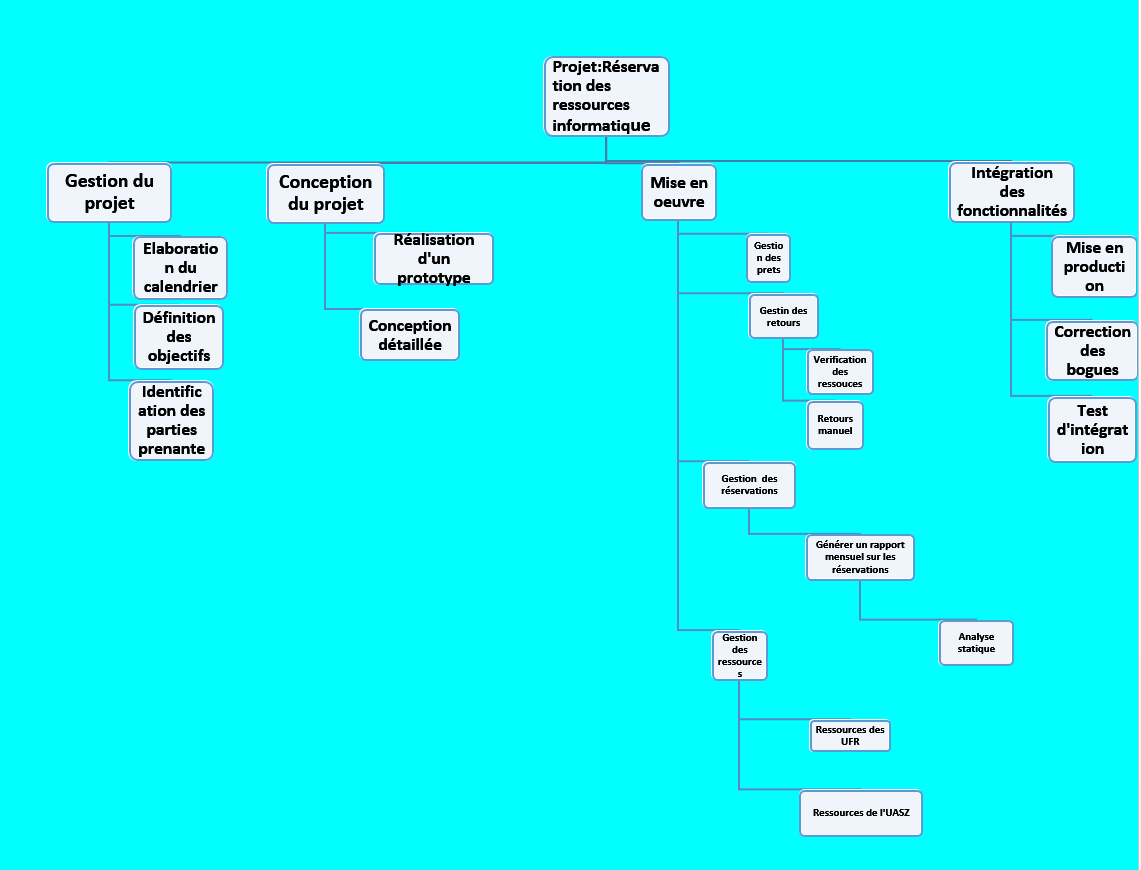 Projet:Réserva
tion des
ressources
informatique
Gestion du
projet
Elaboratio
n du
calendrier
Définition
des
objectifs
Identific
ation des
parties
prenante
Conception
du projet
Réalisation
d'un
prototype
Conception
détaillée
Mise en
oeuvre
Gestio
n des
prets
Gestin des
retours
Verification
des
ressouces
Retours
manuel
Gestion des
réservations
Générer un rapport
mensuel sur les
réservations
Analyse
statique
Gestion
des
ressource
s
Ressources des
UFR
Ressources de l'UASZ
Intégration
des
fonctionnalités
Mise en
producti
on
Correction
des
bogues
Test
d'intégrat
ion